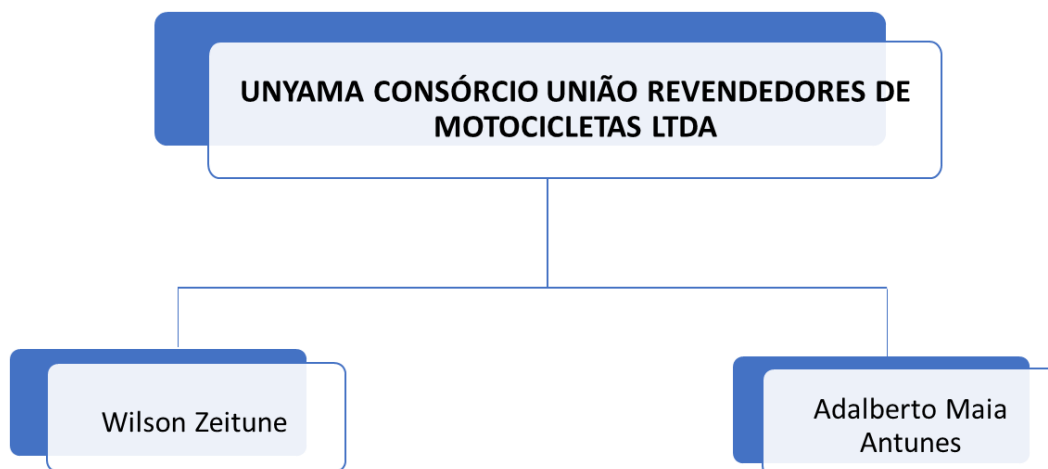 UNYAMA CONSÓRCIO UNIÃO REVENDEDORES DE
MOTOCICLETAS LTDA
Wilson Zeitune
Adalberto Maia
Antunes